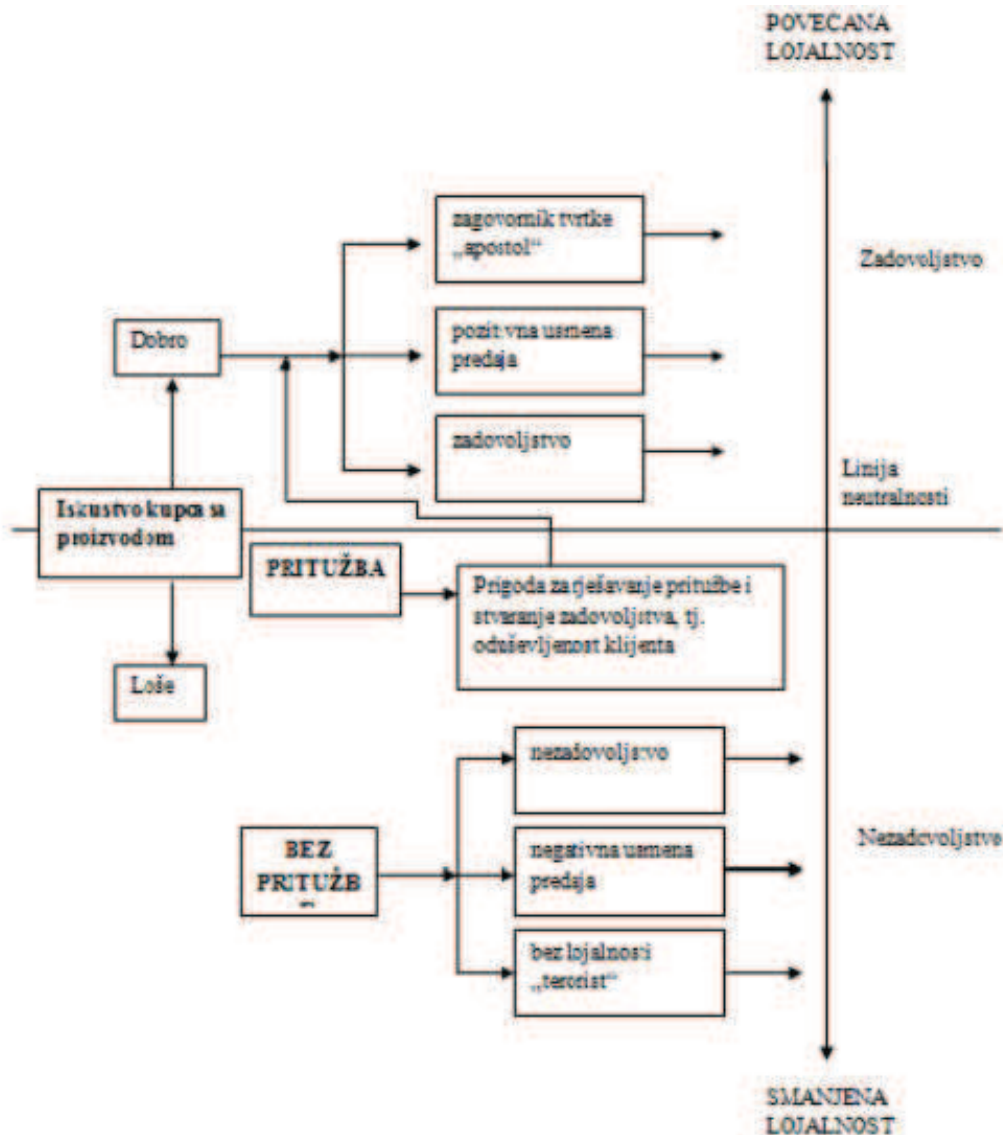 POVEĆANA
LOJALNOST
zagovornik tvrtke
„apostol“
Zadovoljstvo
Dobro
pozitivna usmena
predaja
zadovoljstvo
Linija
neutralnosti
Iskustvo kupca sa
proizvodom
PRITUŽBA
Prigoda za rješavanje pritužbe i
stvaranje zadovoljstva, tj.
oduševljenost klijenta
Loše
nezadovoljstvo
BEZ
PRITUŽB
negativna usmena
predaja
Nezadovoljstvo
bez lojalnosti
„terorist“
SMANJENA
LOJALNOST